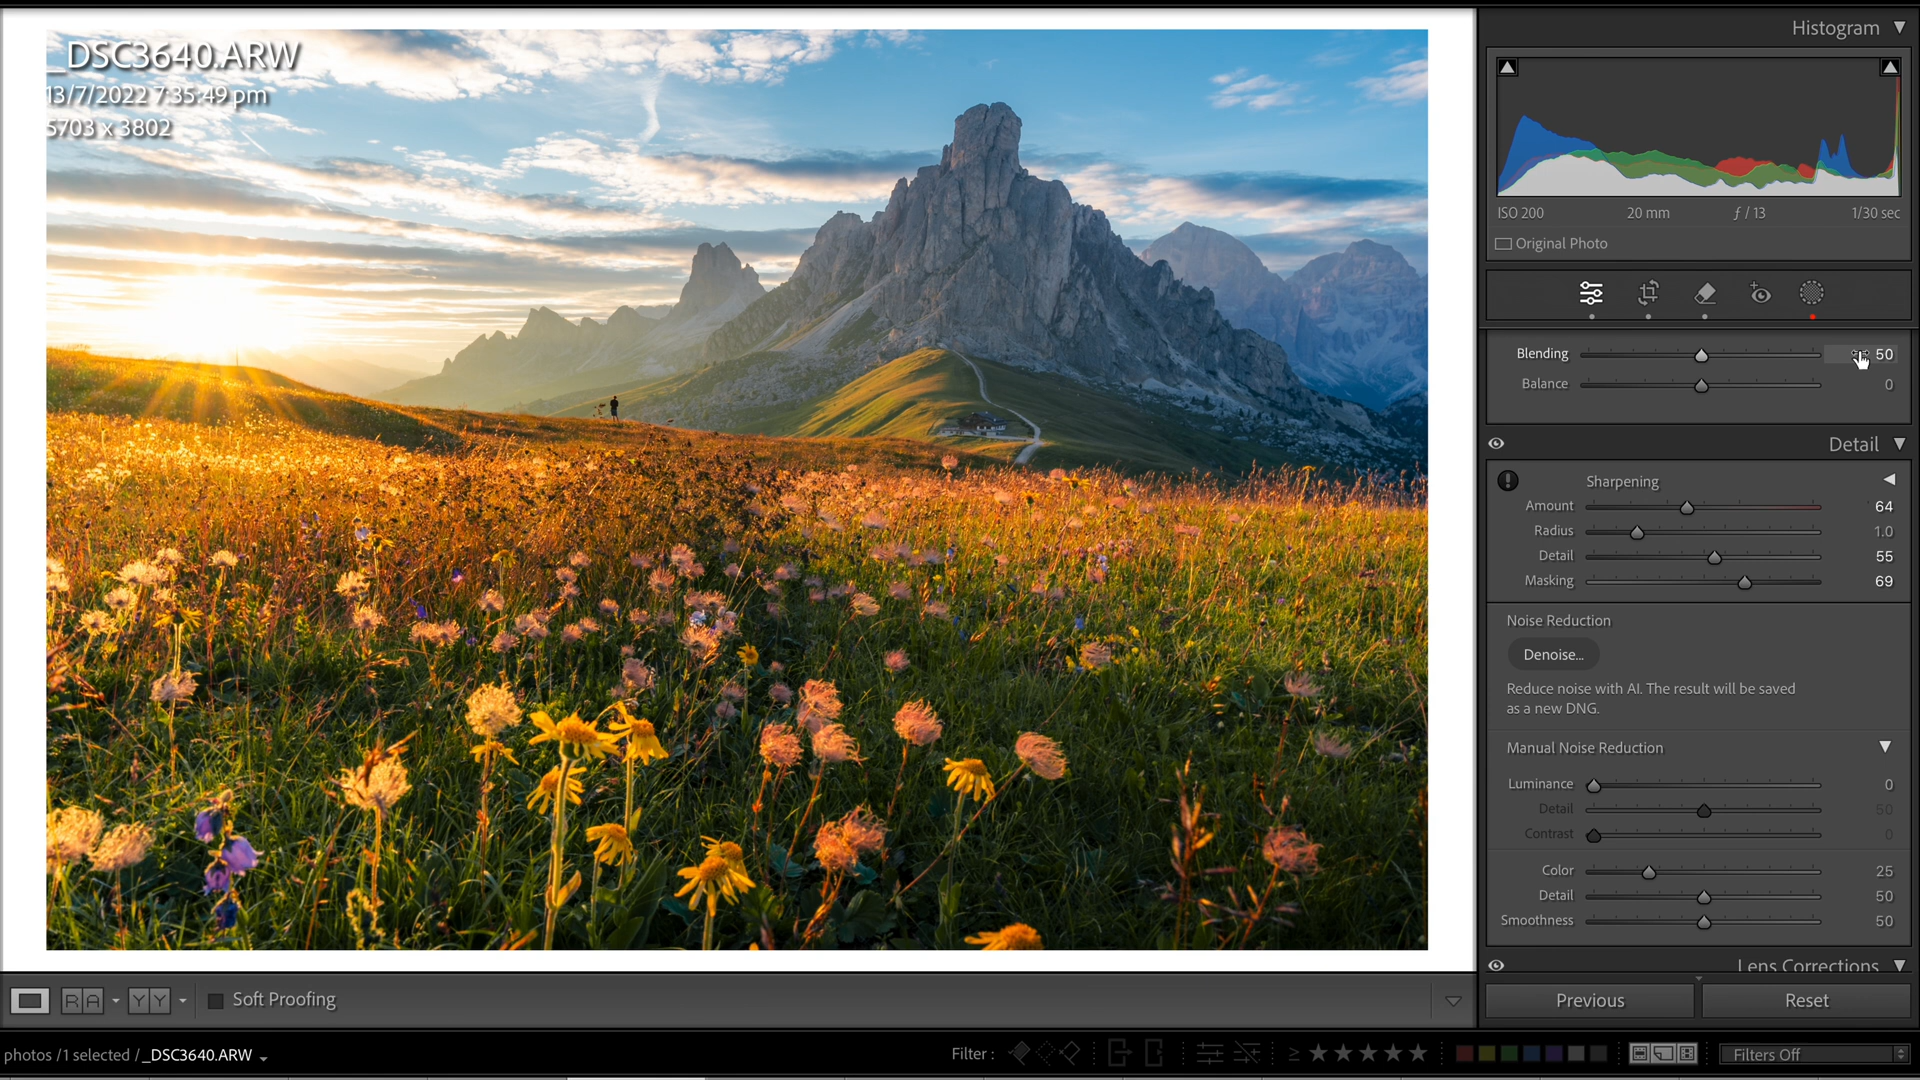 _DSC3640.ARW
13/7/2022 7:35:49 pm
5703 x 3802
Histogram
ISO 200 20 mm ƒ / 13 1/30 sec
Original Photo
Blending 50
Balance 0
Detail
Sharpening
Amount 64
Radius 1.0
Detail 55
Masking 69
Noise Reduction
Denoise...
Reduce noise with AI. The result will be saved
as a new DNG.
Manual Noise Reduction
Luminance 0
Detail 50
Contrast 0
Color 25
Detail 50
Smoothness 50
Lens Corrections
R A Y Y Soft Proofing
Previous Reset
photos / 1 selected / _DSC3640.ARW
Filter : ≥ ★ ★ ★ ★ ★ Filters Off